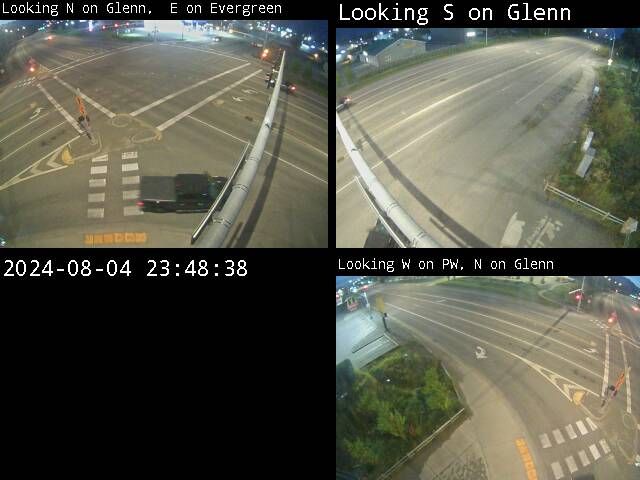 Looking N on Glenn,  E on Evergreen
Looking S on Glenn
2024-08-04 23:48:38
Looking W on PW, N on Glenn